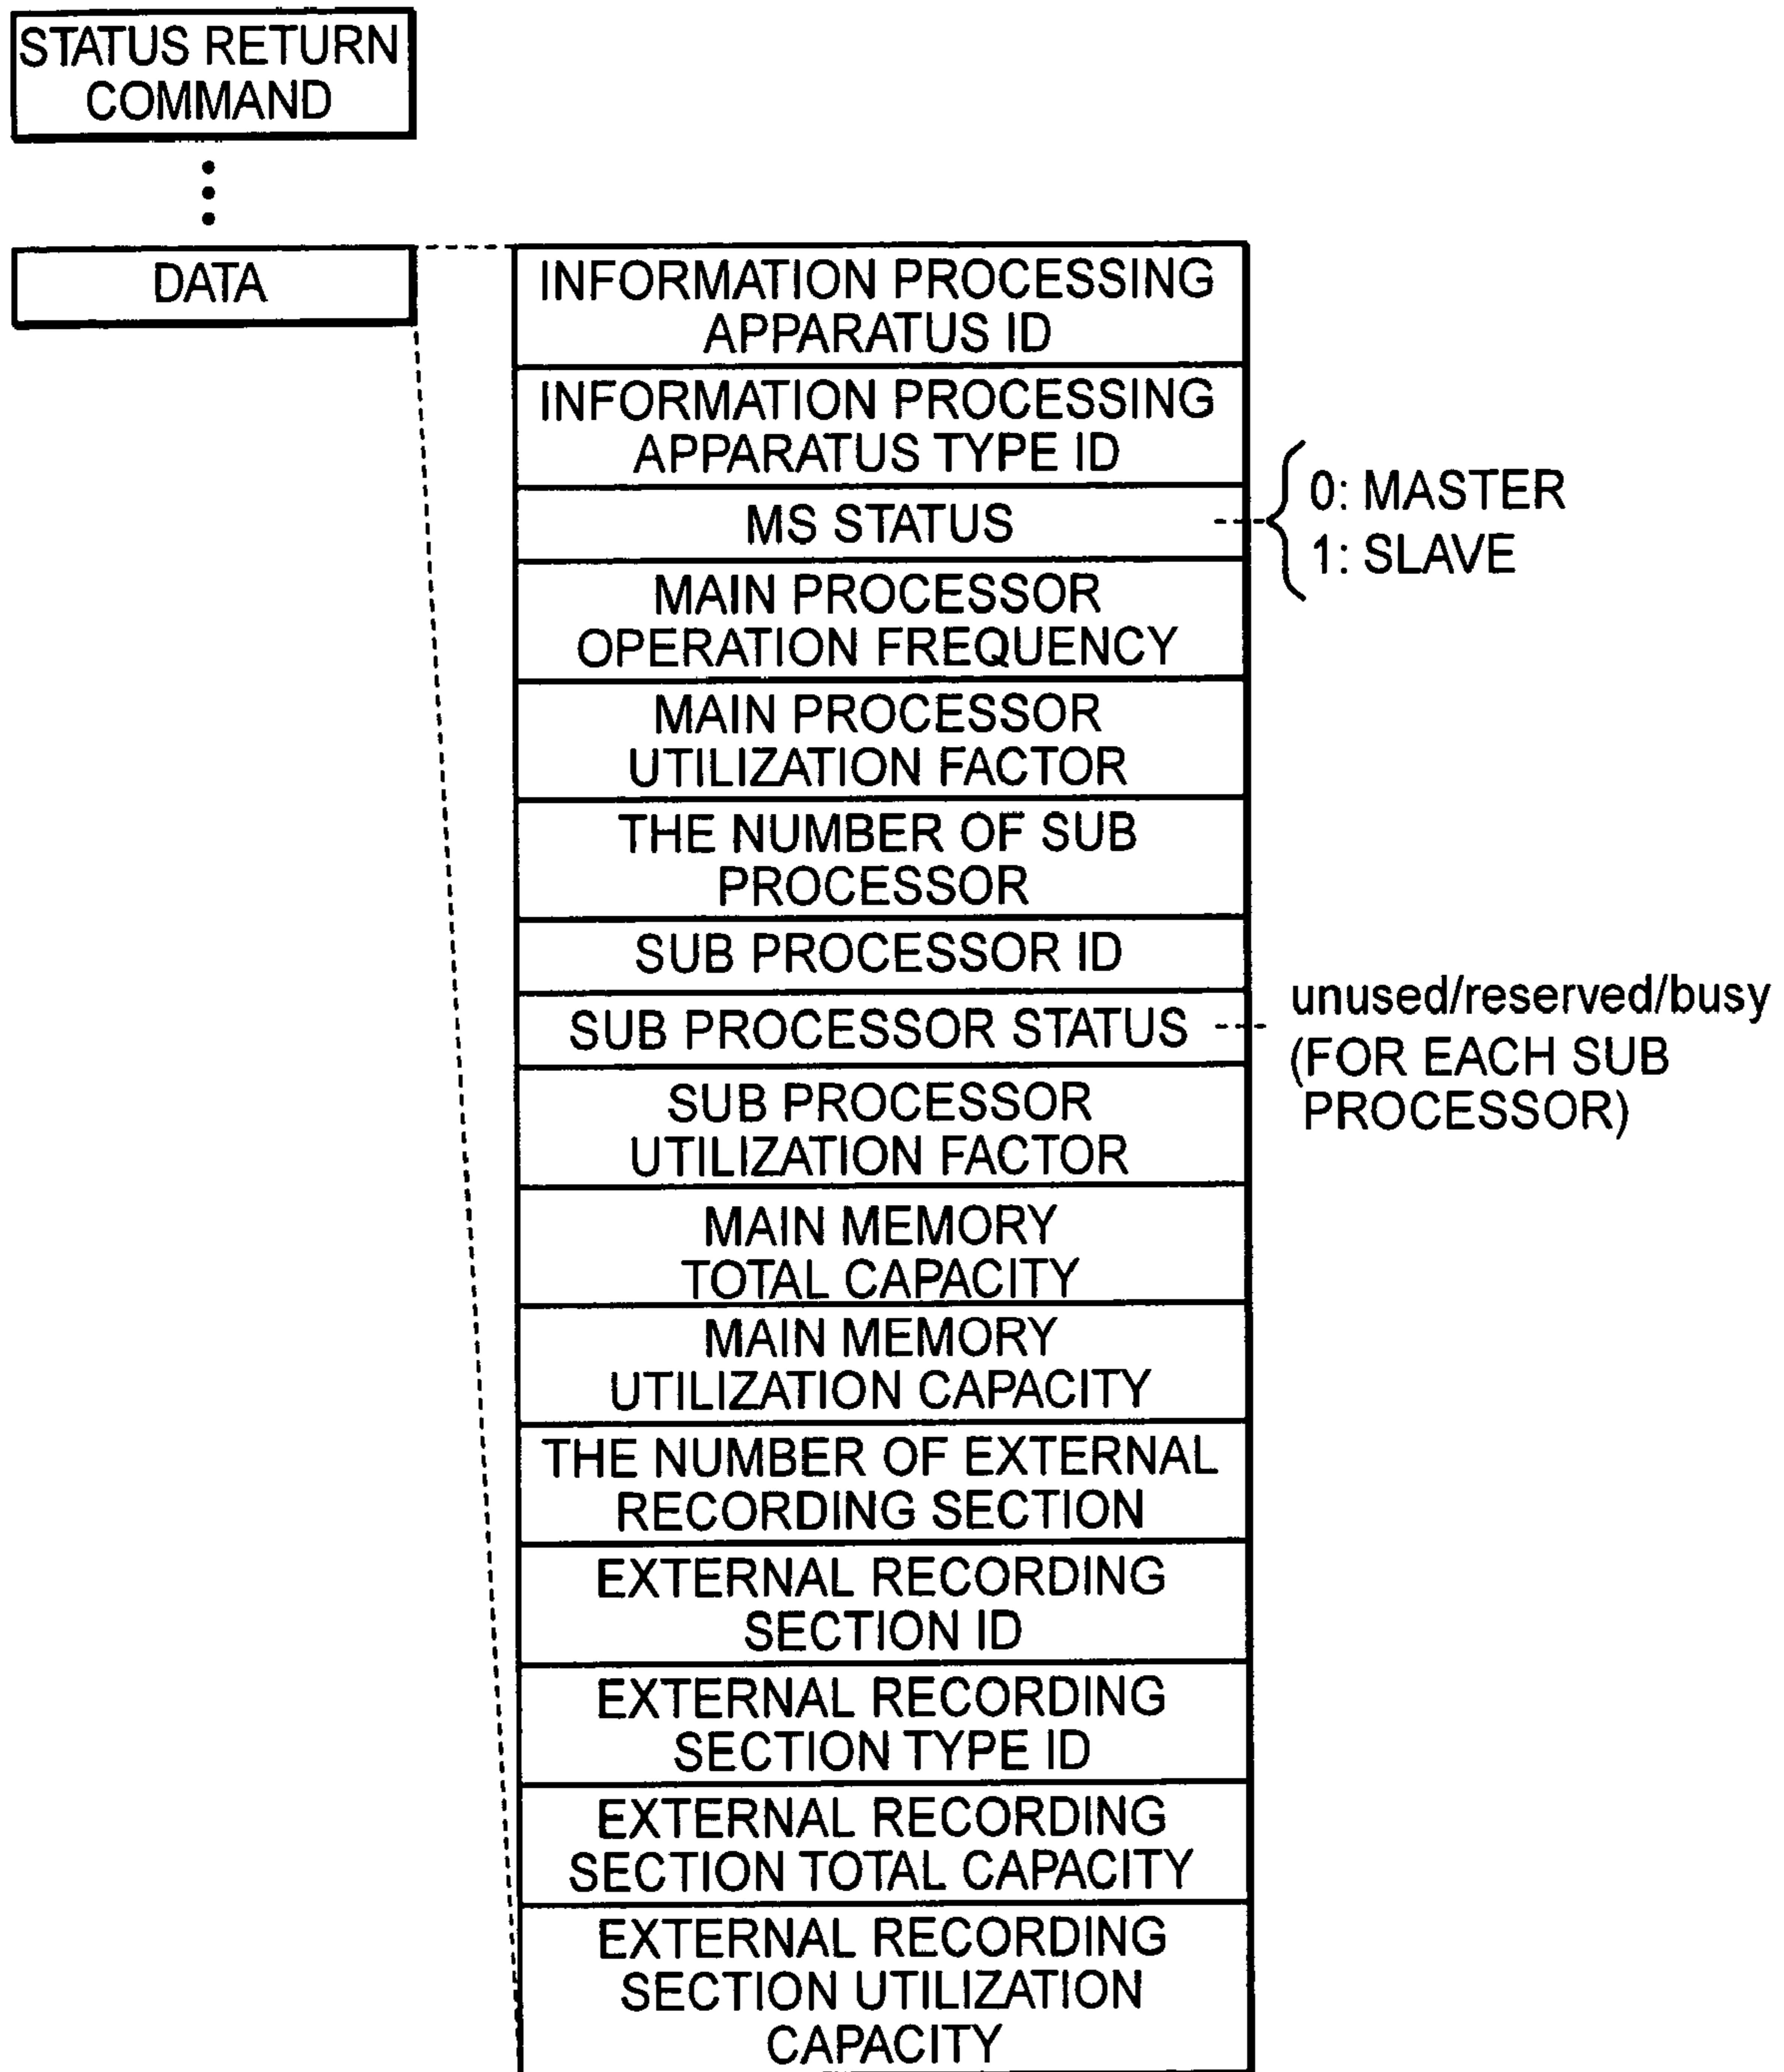 STATUS RETURN
COMMAND
DATA
INFORMATION PROCESSING
APPARATUS ID
INFORMATION PROCESSING
APPARATUS TYPE ID
MS STATUS
0: MASTER
1: SLAVE
MAIN PROCESSOR
OPERATION FREQUENCY
MAIN PROCESSOR
UTILIZATION FACTOR
THE NUMBER OF SUB
PROCESSOR
SUB PROCESSOR ID
SUB PROCESSOR STATUS
unused/reserved/busy
(FOR EACH SUB
PROCESSOR)
SUB PROCESSOR
UTILIZATION FACTOR
MAIN MEMORY
TOTAL CAPACITY
MAIN MEMORY
UTILIZATION CAPACITY
THE NUMBER OF EXTERNAL
RECORDING SECTION
EXTERNAL RECORDING
SECTION ID
EXTERNAL RECORDING
SECTION TYPE ID
EXTERNAL RECORDING
SECTION TOTAL CAPACITY
EXTERNAL RECORDING
SECTION UTILIZATION
CAPACITY